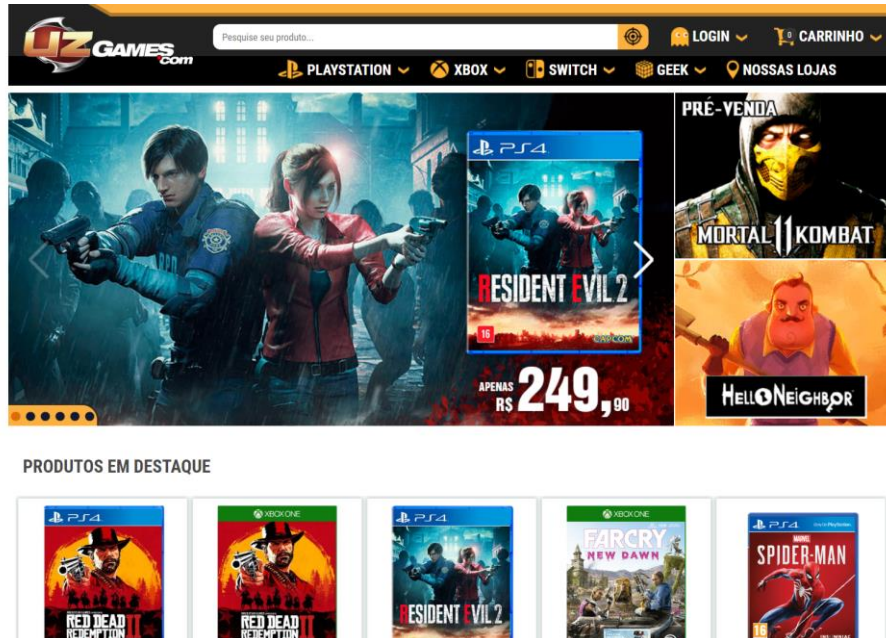 UZ GAMES .com
Pesquise seu produto...
LOGIN
0
CARRINHO
PLAYSTATION
XBOX
SWITCH
GEEK
NOSSAS LOJAS
PS4
RESIDENT EVIL 2
16
CAPCOM
APENAS
R$ 249,90
PRÉ-VENDA
MORTAL KOMBAT 11
HELLO NEIGHBOR
PRODUTOS EM DESTAQUE
PS4
RED DEAD
REDEMPTION II
XBOX ONE
RED DEAD
REDEMPTION II
PS4
RESIDENT EVIL 2
XBOX ONE
FARCRY
NEW DAWN
PS4
MARVEL
SPIDER-MAN
16